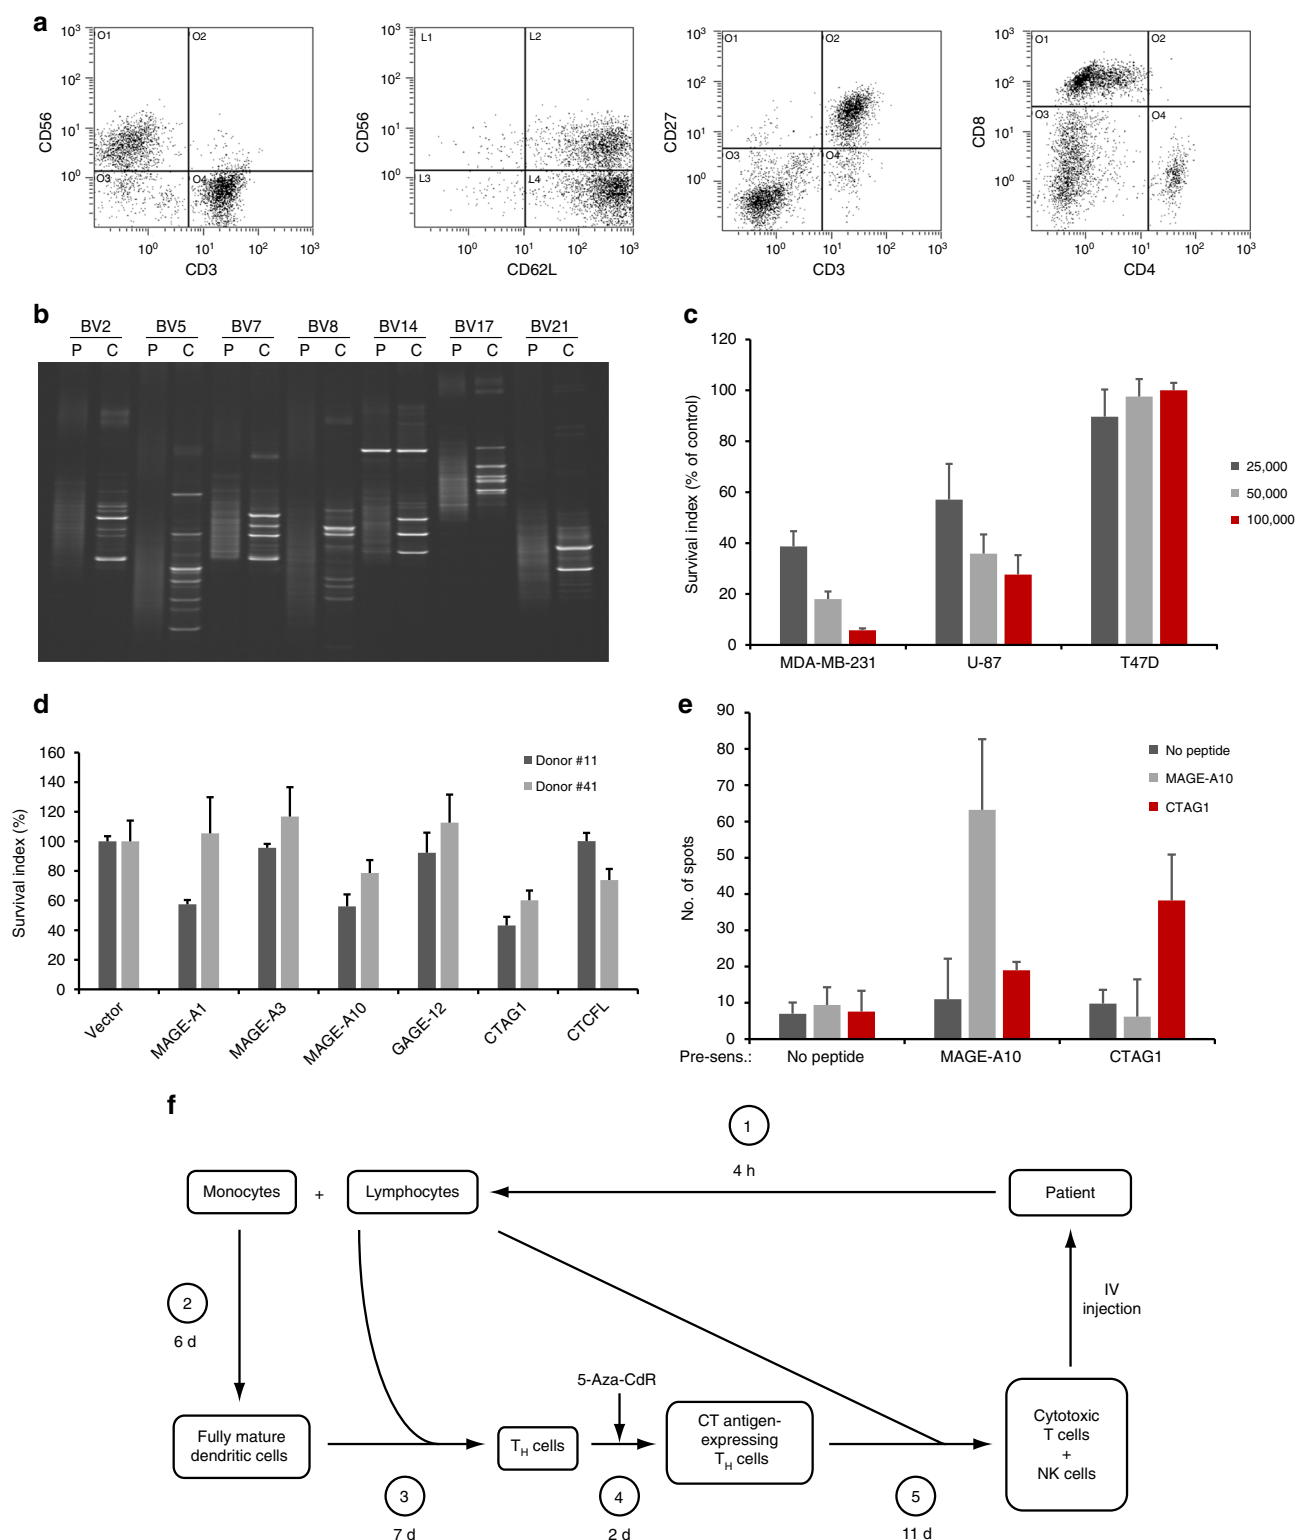 a
10³
10²
10¹
10⁰
CD56
O1
O2
O3
O4
10⁰
10¹
10²
10³
CD3
10³
10²
10¹
10⁰
CD56
L1
L2
L3
L4
10⁰
10¹
10²
10³
CD62L
10³
10²
10¹
10⁰
CD27
O1
O2
O3
O4
10⁰
10¹
10²
10³
CD3
10³
10²
10¹
10⁰
CD8
O1
O2
O3
O4
10⁰
10¹
10²
10³
CD4
b
BV2 BV5 BV7 BV8 BV14 BV17 BV21
P C P C P C P C P C P C P C
c
120
100
80
60
40
20
0
Survival index (% of control)
MDA-MB-231 U-87 T47D
25,000
50,000
100,000
d
160
140
120
100
80
60
40
20
0
Survival index (%)
Donor #11
Donor #41
Vector
MAGE-A1
MAGE-A3
MAGE-A10
GAGE-12
CTAG1
CTCFL
e
90
80
70
60
50
40
30
20
10
0
No. of spots
No peptide
MAGE-A10
CTAG1
Pre-sens.: No peptide MAGE-A10 CTAG1
f
1
4 h
Monocytes + Lymphocytes
Patient
2
6 d
IV
injection
5-Aza-CdR
Fully mature
dendritic cells
T_H cells
CT antigen-
expressing
T_H cells
Cytotoxic
T cells
+
NK cells
3
7 d
4
2 d
5
11 d